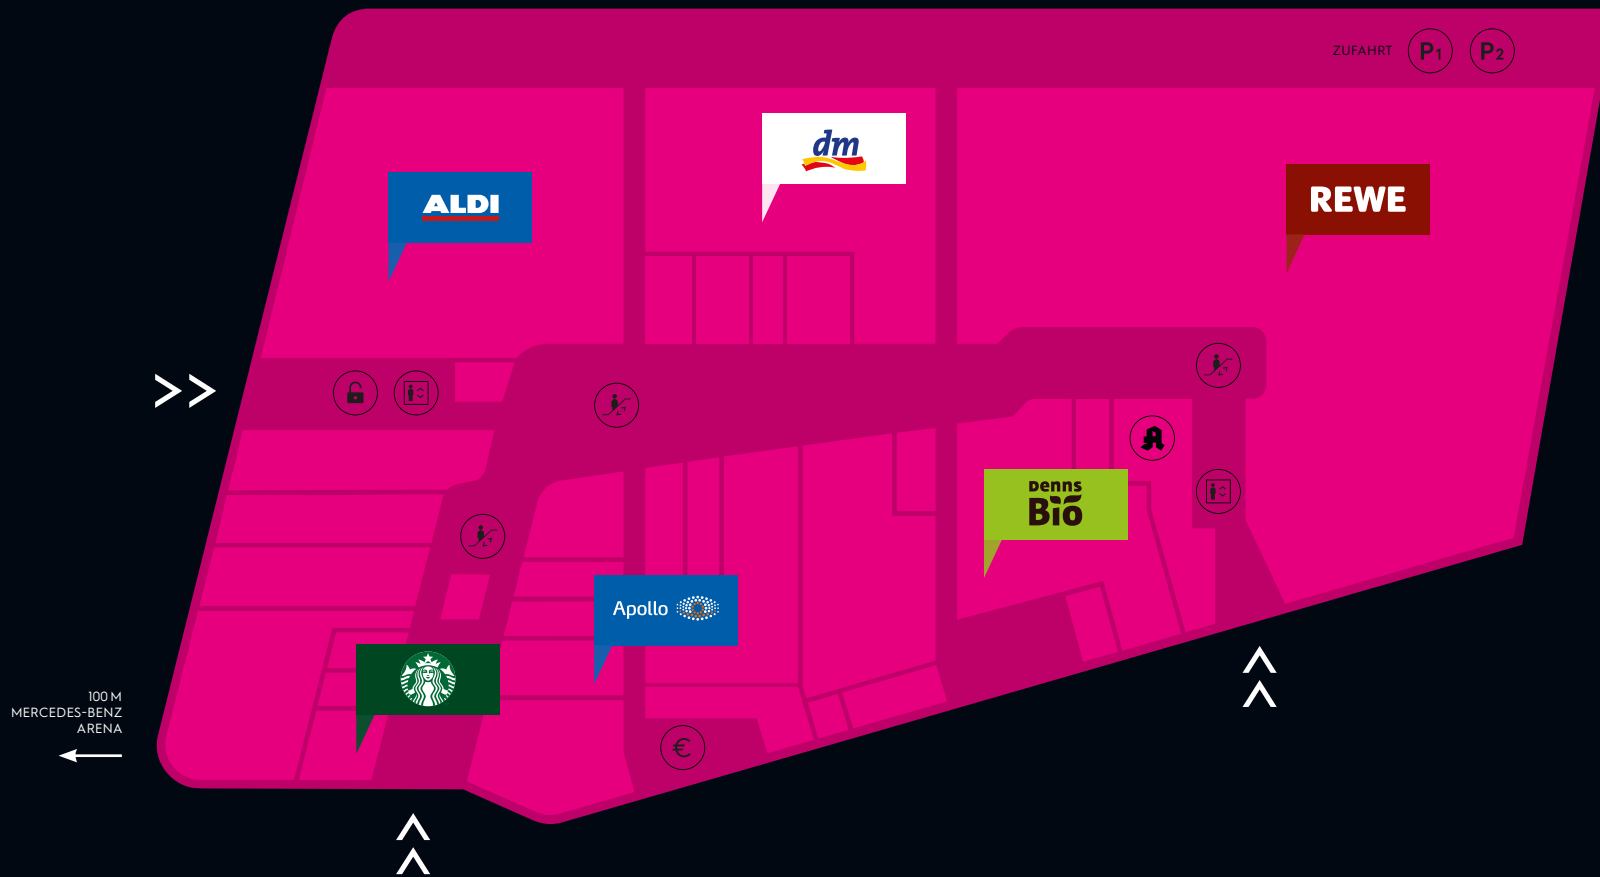 ZUFAHRT P1 P2
dm
ALDI
REWE
A
denns
Bio
Apollo
€
100 M
MERCEDES-BENZ
ARENA